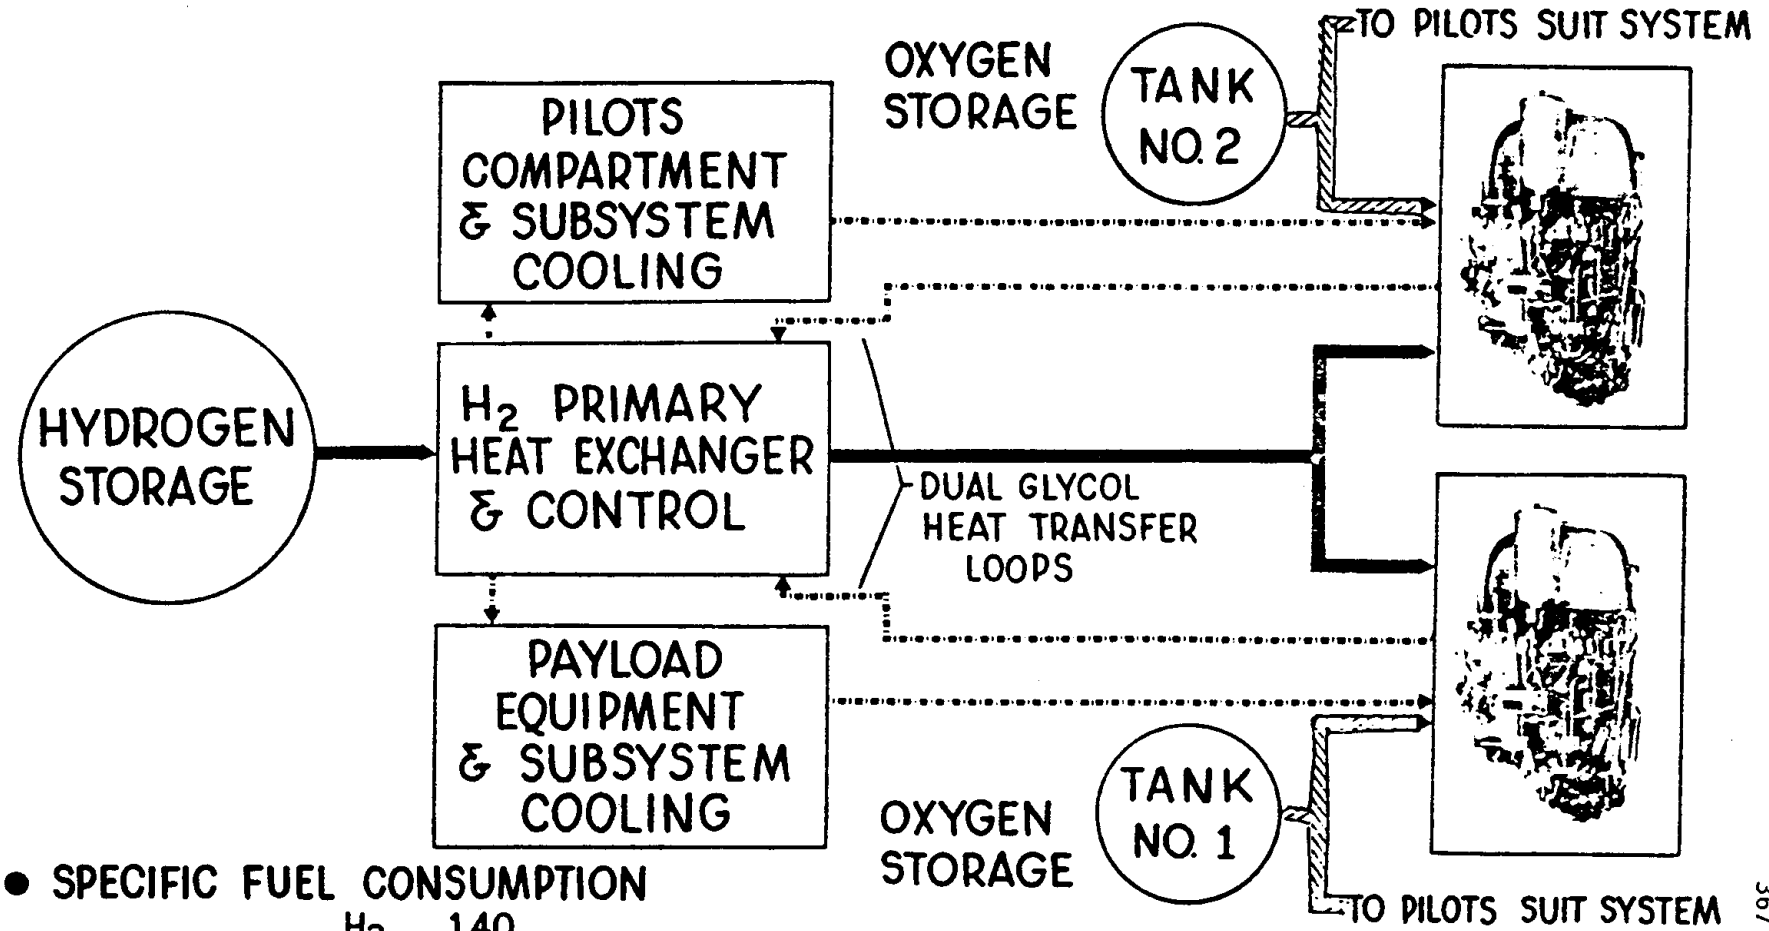 TO PILOTS SUIT SYSTEM
OXYGEN
STORAGE
TANK
NO. 2
PILOTS
COMPARTMENT
& SUBSYSTEM
COOLING
HYDROGEN
STORAGE
H2 PRIMARY
HEAT EXCHANGER
& CONTROL
DUAL GLYCOL
HEAT TRANSFER
LOOPS
PAYLOAD
EQUIPMENT
& SUBSYSTEM
COOLING
OXYGEN
STORAGE
TANK
NO. 1
TO PILOTS SUIT SYSTEM
● SPECIFIC FUEL CONSUMPTION
H2 140